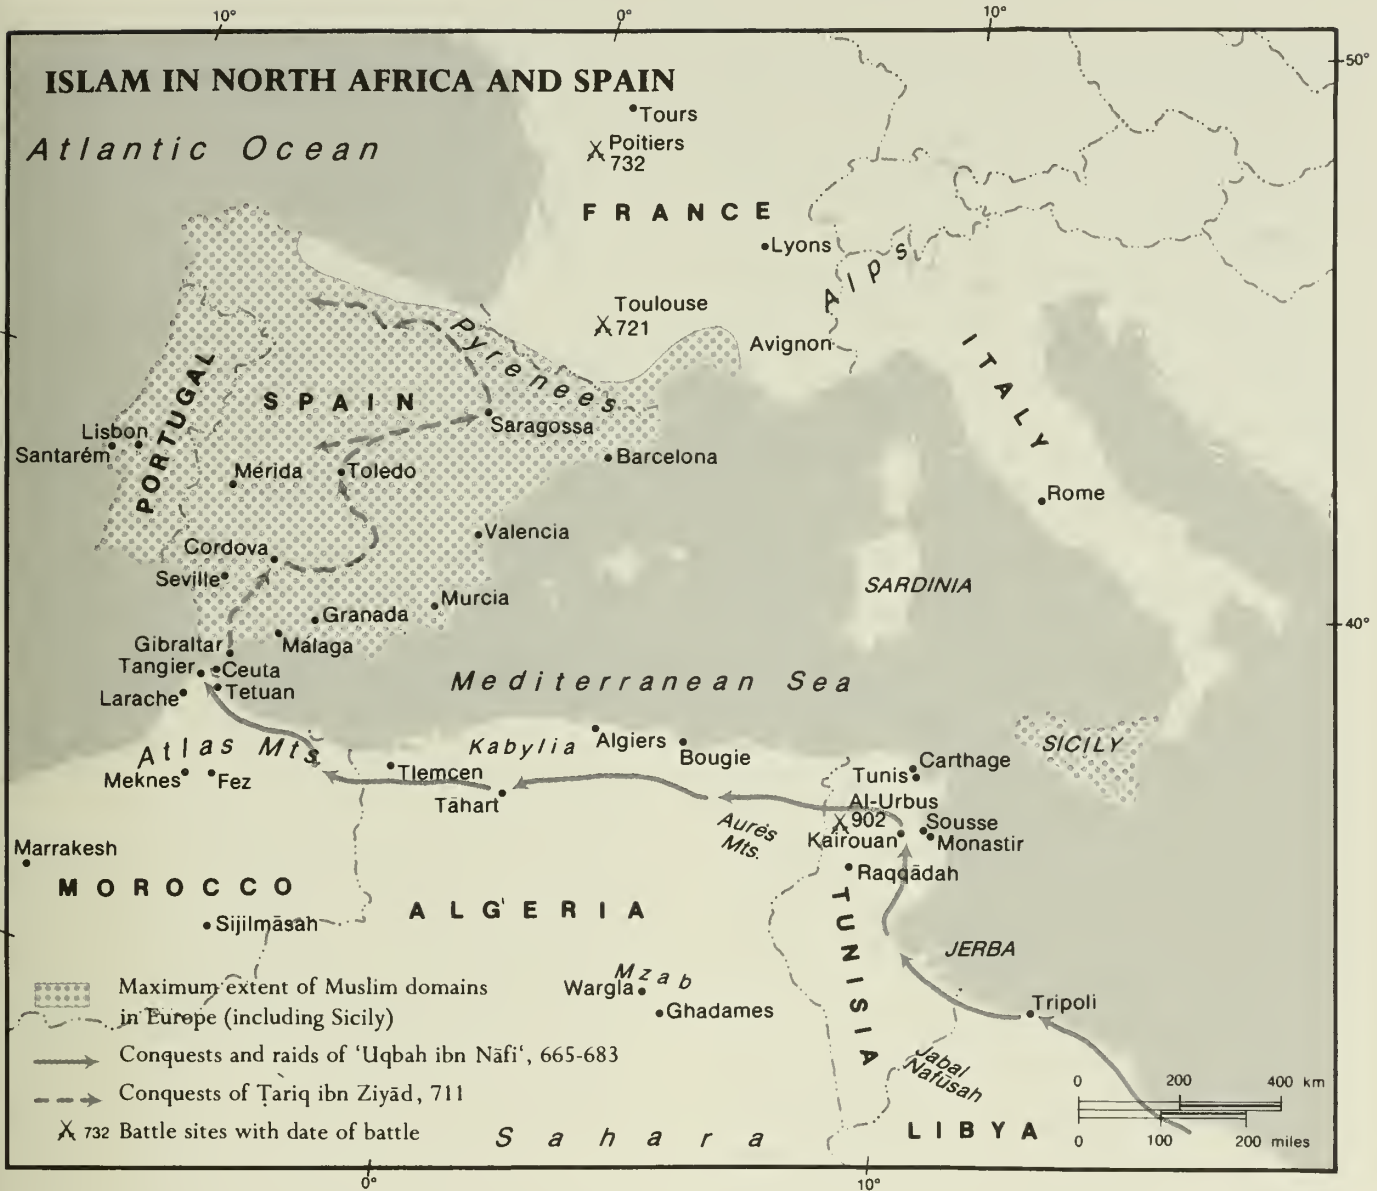 10°
0°
10°
50°
ISLAM IN NORTH AFRICA AND SPAIN
Tours
Atlantic Ocean
Poitiers
732
FRANCE
Lyons
Alps
Toulouse
721
Pyrenees
Avignon
ITALY
PORTUGAL
SPAIN
Saragossa
Lisbon
Santarém
Barcelona
Mérida
Toledo
Rome
Valencia
Cordova
Seville
SARDINIA
Murcia
Granada
40°
Gibraltar
Málaga
Tangier
Ceuta
Larache
Tetuan
Mediterranean Sea
Atlas Mts.
Kabylia
Algiers
Bougie
SICILY
Meknes
Fez
Tlemcen
Carthage
Tunis
Tāhart
Al-Urbus
902
Aurès
Mts.
Sousse
Kairouan
Monastir
Marrakesh
Raqqādah
MOROCCO
ALGERIA
TUNISIA
Sijilmāsah
JERBA
Mzab
Wargla
Ghadames
Tripoli
Jabal
Nafūsah
LIBYA
Sahara
Maximum extent of Muslim domains
in Europe (including Sicily)
Conquests and raids of ‘Uqbah ibn Nāfi‘, 665-683
Conquests of Ṭāriq ibn Ziyād, 711
732 Battle sites with date of battle
0 200 400 km
0 100 200 miles
0°
10°